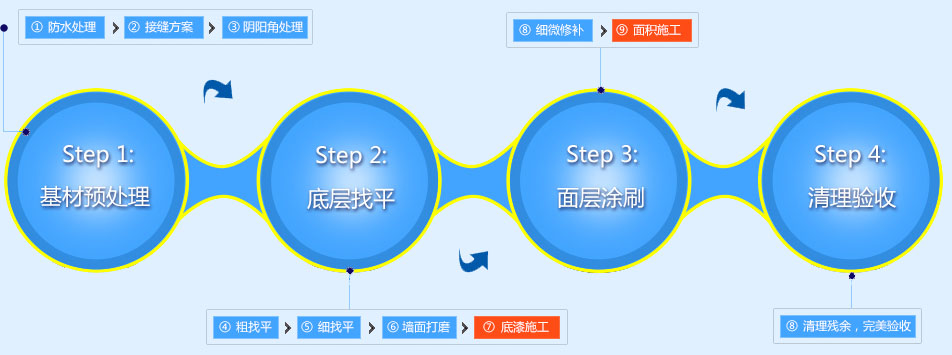 ① 防水处理
② 接缝方案
③ 阴阳角处理
⑧ 细微修补
⑨ 面积施工
Step 1:
基材预处理
Step 2:
底层找平
Step 3:
面层涂刷
Step 4:
清理验收
④ 粗找平
⑤ 细找平
⑥ 墙面打磨
⑦ 底漆施工
⑧ 清理残余，完美验收